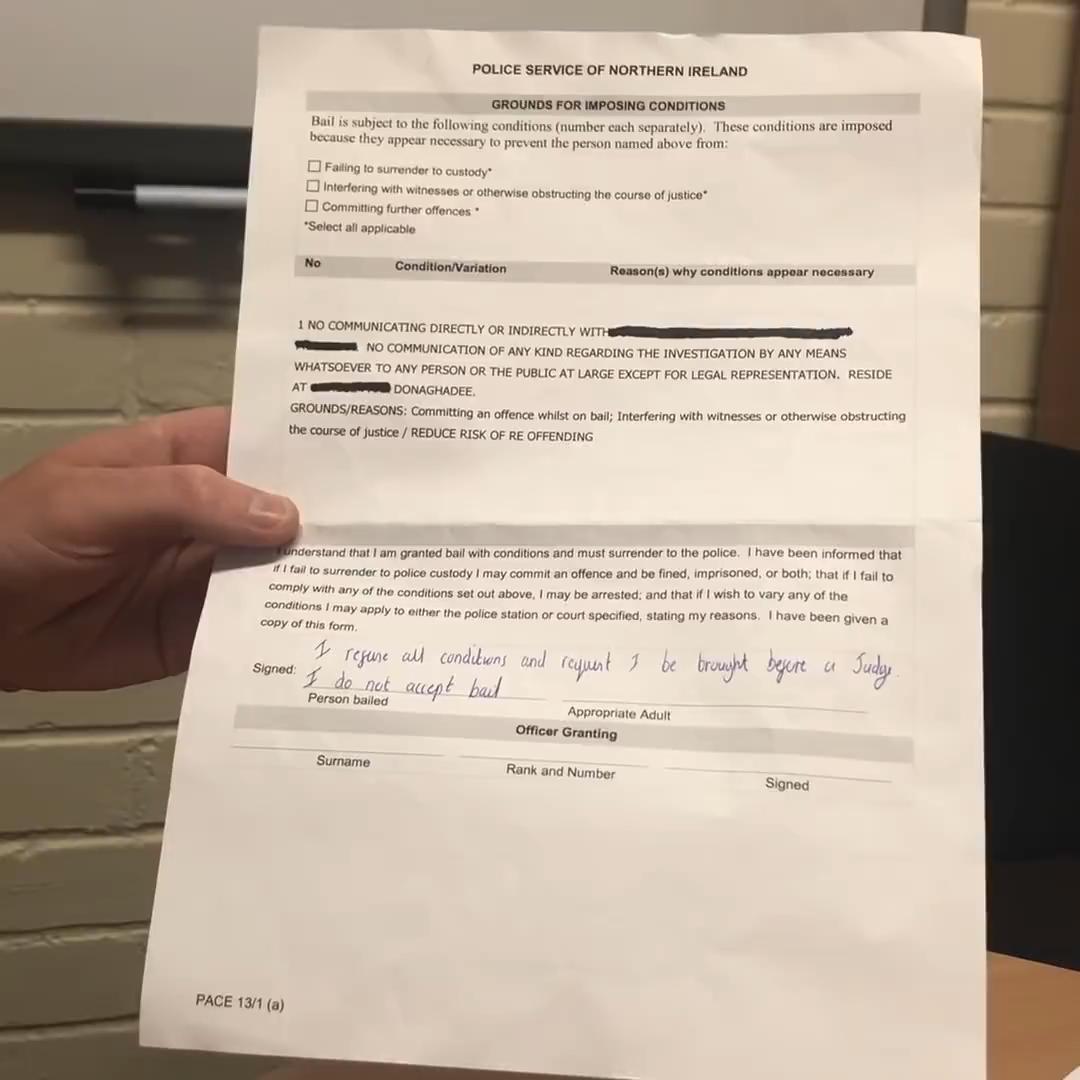 POLICE SERVICE OF NORTHERN IRELAND
GROUNDS FOR IMPOSING CONDITIONS
Bail is subject to the following conditions (number each separately). These conditions are imposed
because they appear necessary to prevent the person named above from:
Failing to surrender to custody*
Interfering with witnesses or otherwise obstructing the course of justice*
Committing further offences *
*Select all applicable
No Condition/Variation Reason(s) why conditions appear necessary
1 NO COMMUNICATING DIRECTLY OR INDIRECTLY WITH
NO COMMUNICATION OF ANY KIND REGARDING THE INVESTIGATION BY ANY MEANS
WHATSOEVER TO ANY PERSON OR THE PUBLIC AT LARGE EXCEPT FOR LEGAL REPRESENTATION. RESIDE
AT DONAGHADEE.
GROUNDS/REASONS: Committing an offence whilst on bail; Interfering with witnesses or otherwise obstructing
the course of justice / REDUCE RISK OF RE OFFENDING
I understand that I am granted bail with conditions and must surrender to the police. I have been informed that
if I fail to surrender to police custody I may commit an offence and be fined, imprisoned, or both; that if I fail to
comply with any of the conditions set out above, I may be arrested; and that if I wish to vary any of the
conditions I may apply to either the police station or court specified, stating my reasons. I have been given a
copy of this form.
I refuse all conditions and request I be brought before a Judge.
Signed: I do not accept bail
Person bailed Appropriate Adult
Officer Granting
Surname Rank and Number Signed
PACE 13/1 (a)